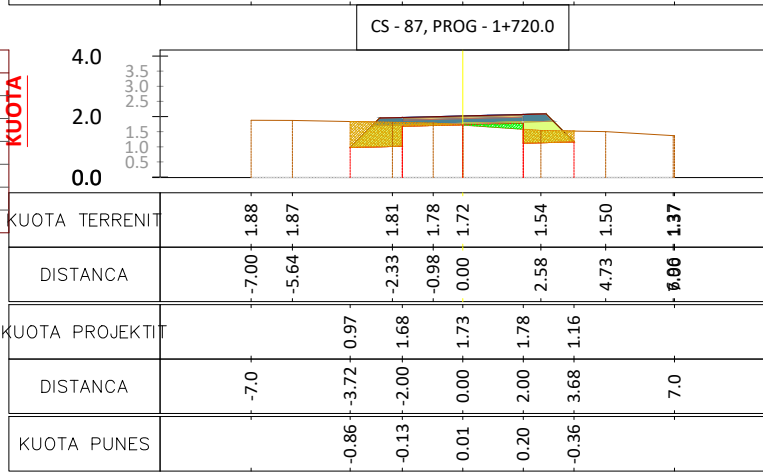 CS - 87, PROG - 1+720.0
KUOTA
4.0
3.5
3.0
2.5
2.0
1.5
1.0
0.5
0.0
KUOTA TERRENIT 1.88 1.87 1.81 1.78 1.72 1.54 1.50 1.37
DISTANCA -7.00 -5.64 -2.33 -0.98 0.00 2.58 4.73
KUOTA PROJEKTIT 0.97 1.68 1.73 1.78 1.16
DISTANCA -7.0 -3.72 -2.00 0.00 2.00 3.68 7.0
KUOTA PUNES -0.86 -0.13 0.01 0.20 -0.36